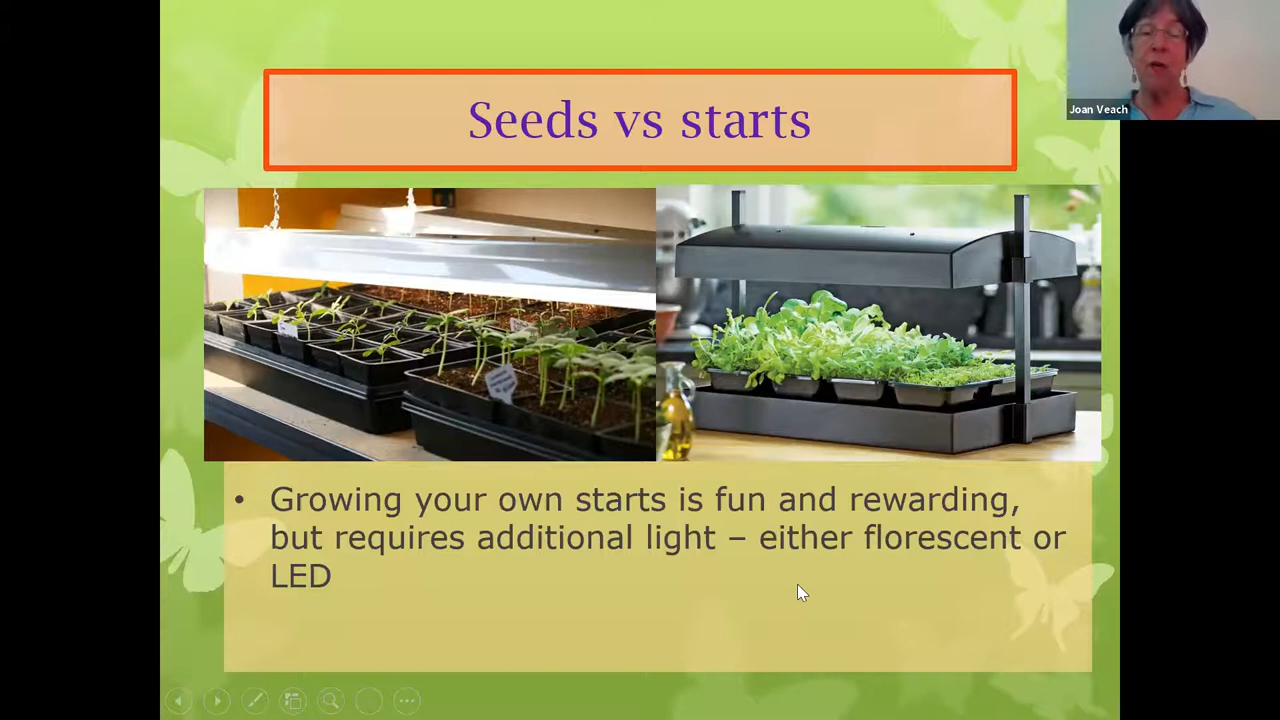 Seeds vs starts
Joan Veach
• Growing your own starts is fun and rewarding,
but requires additional light – either florescent or
LED